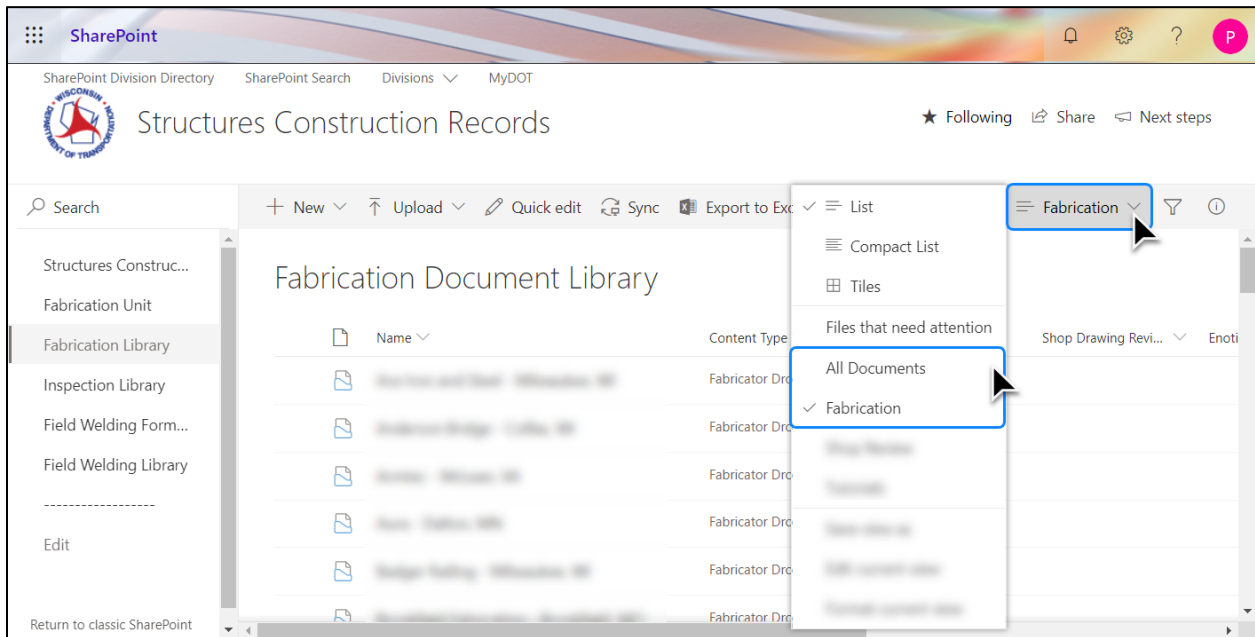 SharePoint
? P
SharePoint Division Directory SharePoint Search Divisions MyDOT
WISCONSIN
DEPARTMENT OF TRANSPORTATION
Structures Construction Records
Following Share Next steps
Search
New Upload Quick edit Sync Export to Exc
Fabrication
List
Compact List
Tiles
Files that need attention
All Documents
Fabrication
Structures Construc...
Fabrication Unit
Fabrication Library
Inspection Library
Field Welding Form...
Field Welding Library
------------------
Edit
Return to classic SharePoint
Fabrication Document Library
Name Content Type Shop Drawing Revi... Enoti
Fabricator Dro
Fabricator Dro
Fabricator Dro
Fabricator Dro
Fabricator Dro
Fabricator Dro